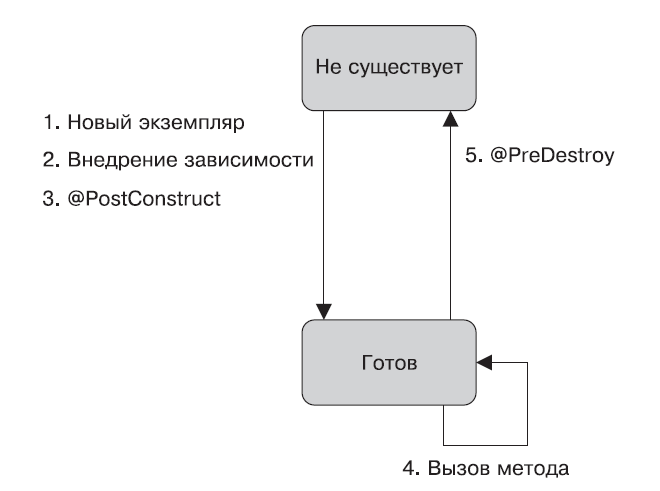 Не существует
1. Новый экземпляр
2. Внедрение зависимости
3. @PostConstruct
5. @PreDestroy
Готов
4. Вызов метода